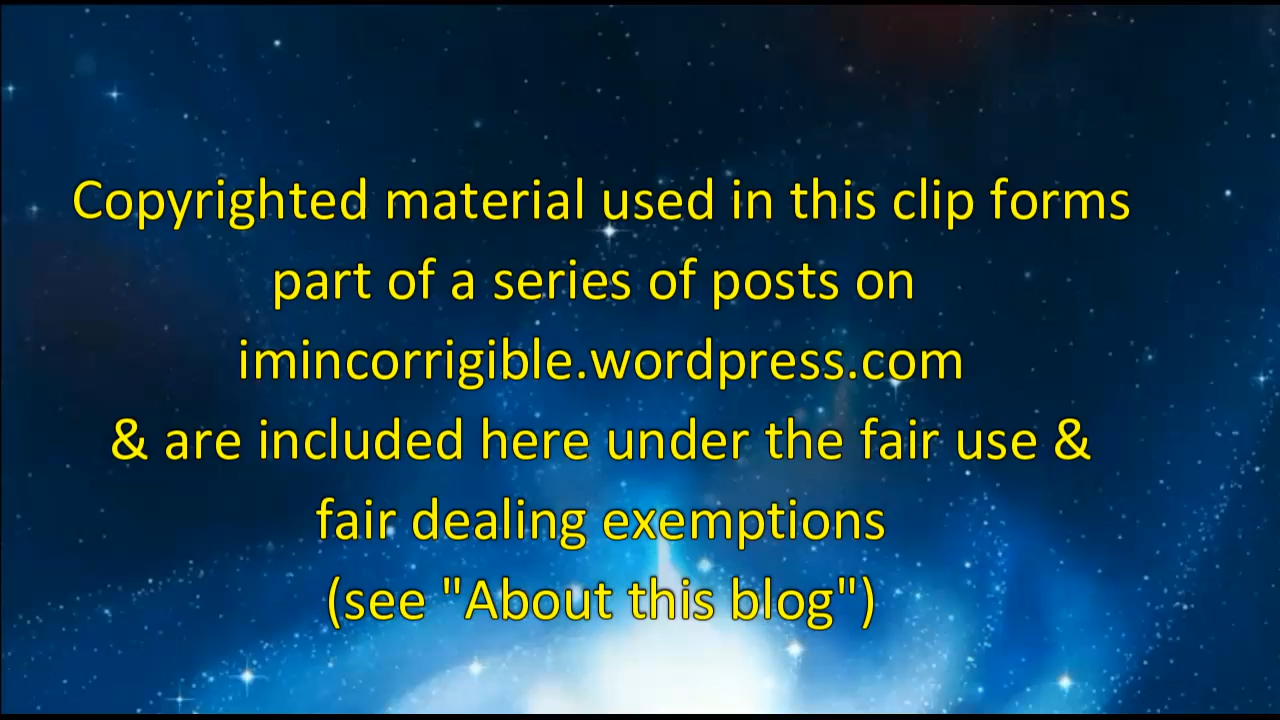 Copyrighted material used in this clip forms
part of a series of posts on
imincorrigible.wordpress.com
& are included here under the fair use &
fair dealing exemptions
(see "About this blog")